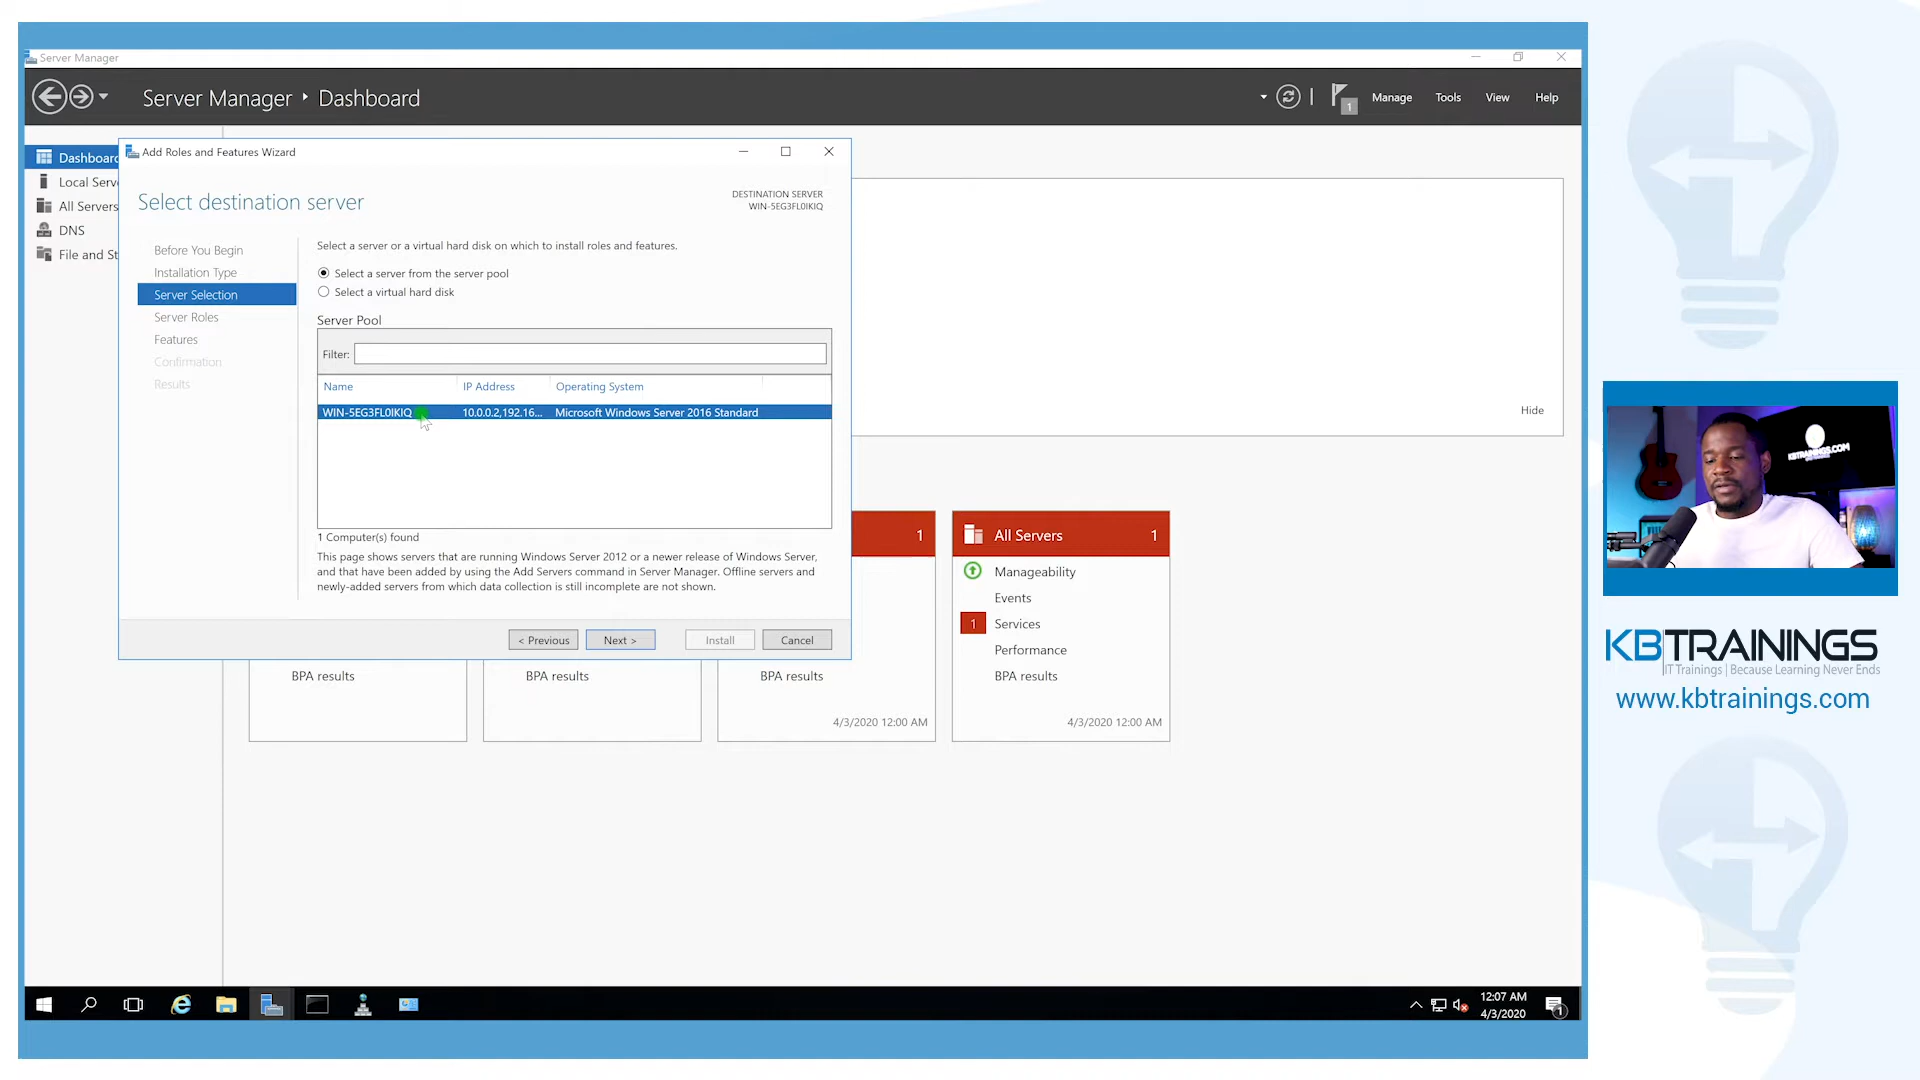 Server Manager
Server Manager ‣ Dashboard
1
Manage
Tools
View
Help
Dashboard
Local Serv
All Servers
DNS
File and St
Add Roles and Features Wizard
Select destination server
DESTINATION SERVER
WIN-5EG3FL0IKIQ
Before You Begin
Installation Type
Server Selection
Server Roles
Features
Confirmation
Results
Select a server or a virtual hard disk on which to install roles and features.
Select a server from the server pool
Select a virtual hard disk
Server Pool
Filter:
Name
IP Address
Operating System
WIN-5EG3FL0IKIQ
10.0.0.2,192.16...
Microsoft Windows Server 2016 Standard
1 Computer(s) found
This page shows servers that are running Windows Server 2012 or a newer release of Windows Server,
and that have been added by using the Add Servers command in Server Manager. Offline servers and
newly-added servers from which data collection is still incomplete are not shown.
< Previous
Next >
Install
Cancel
Hide
1
All Servers
1
Manageability
Events
1
Services
Performance
BPA results
4/3/2020 12:00 AM
BPA results
BPA results
BPA results
4/3/2020 12:00 AM
12:07 AM
4/3/2020
1
KBTRAININGS.COM
KBTRAININGS
IT Trainings | Because Learning Never Ends
www.kbtrainings.com